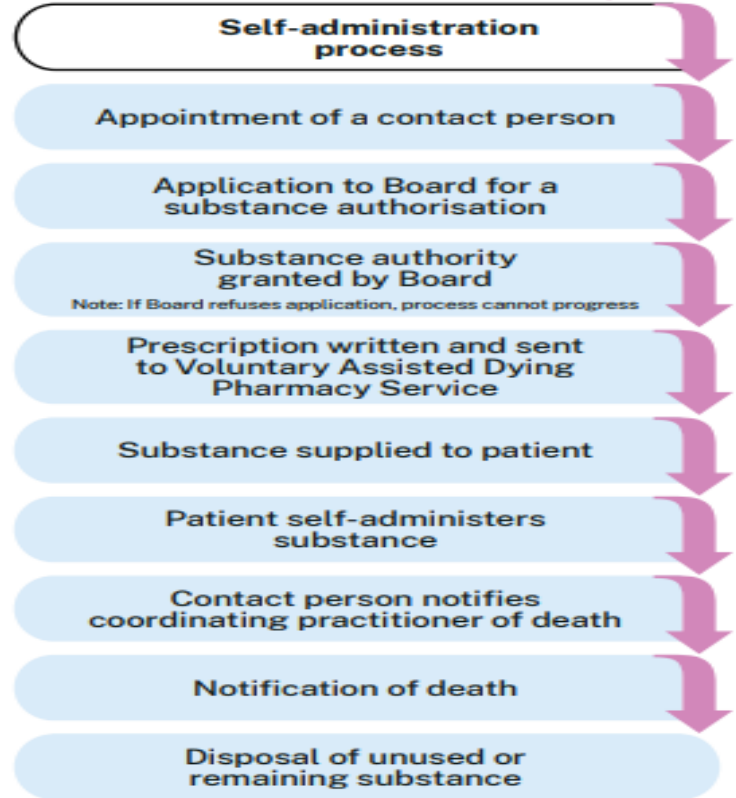 Self-administration
process
Appointment of a contact person
Application to Board for a
substance authorisation
Substance authority
granted by Board
Note: If Board refuses application, process cannot progress
Prescription written and sent
to Voluntary Assisted Dying
Pharmacy Service
Substance supplied to patient
Patient self-administers
substance
Contact person notifies
coordinating practitioner of death
Notification of death
Disposal of unused or
remaining substance